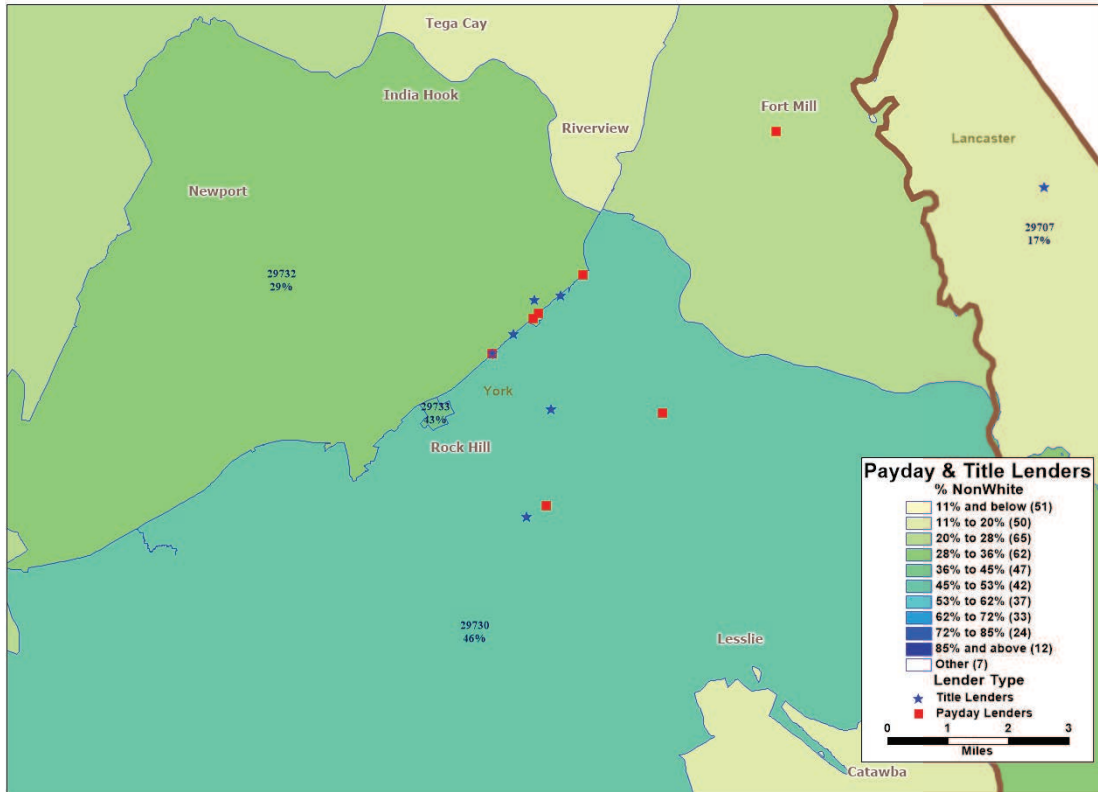 Tega Cay
India Hook
Fort Mill
Riverview
Lancaster
Newport
29707
17%
29732
29%
York
29733
43%
Rock Hill
29730
46%
Lesslie
Catawba
Payday & Title Lenders
% NonWhite
11% and below (51)
11% to 20% (50)
20% to 28% (65)
28% to 36% (62)
36% to 45% (47)
45% to 53% (42)
53% to 62% (37)
62% to 72% (33)
72% to 85% (24)
85% and above (12)
Other (7)
Lender Type
Title Lenders
Payday Lenders
0 1 2 3
Miles